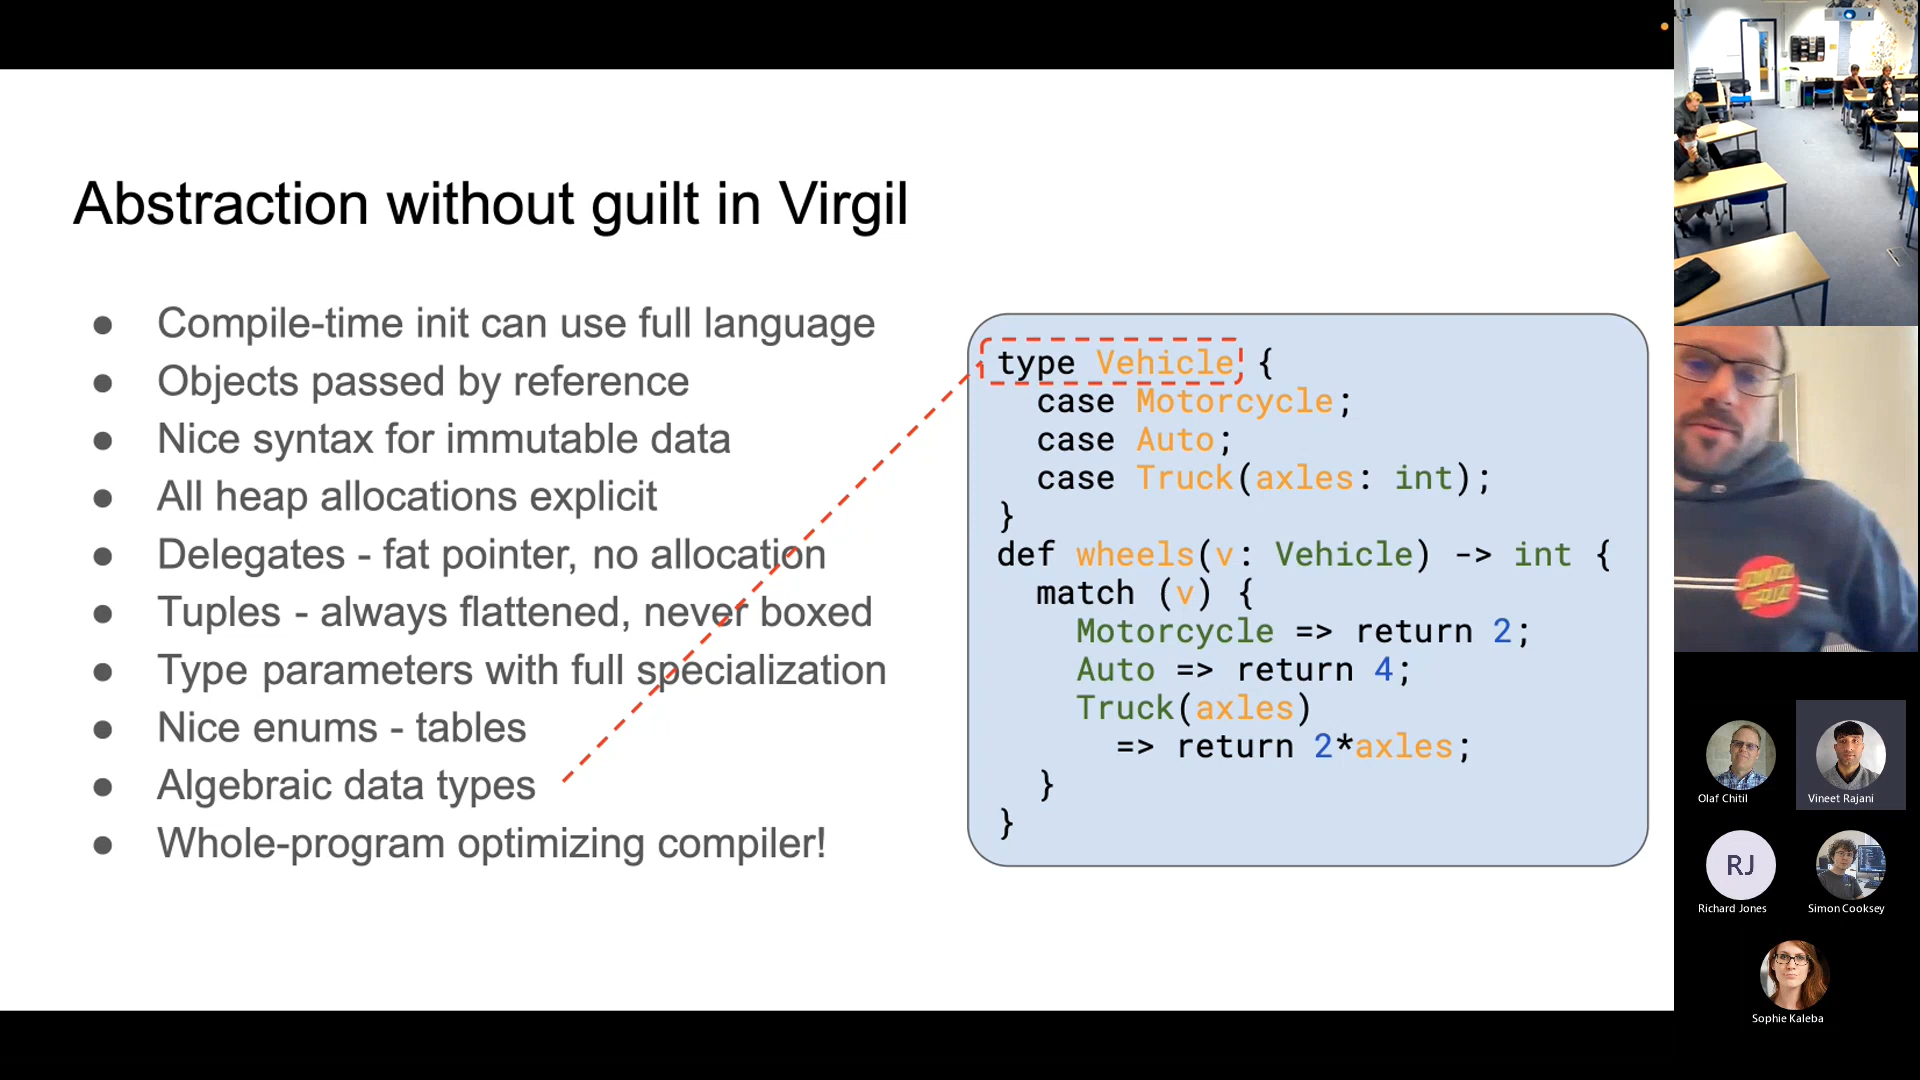 Abstraction without guilt in Virgil
● Compile-time init can use full language
● Objects passed by reference
● Nice syntax for immutable data
● All heap allocations explicit
● Delegates - fat pointer, no allocation
● Tuples - always flattened, never boxed
● Type parameters with full specialization
● Nice enums - tables
● Algebraic data types
● Whole-program optimizing compiler!
type Vehicle {
case Motorcycle;
case Auto;
case Truck(axles: int);
}
def wheels(v: Vehicle) -> int {
match (v) {
Motorcycle => return 2;
Auto => return 4;
Truck(axles)
=> return 2*axles;
}
}
Olaf Chitil
Vineet Rajani
RJ
Richard Jones
Simon Cooksey
Sophie Kaleba